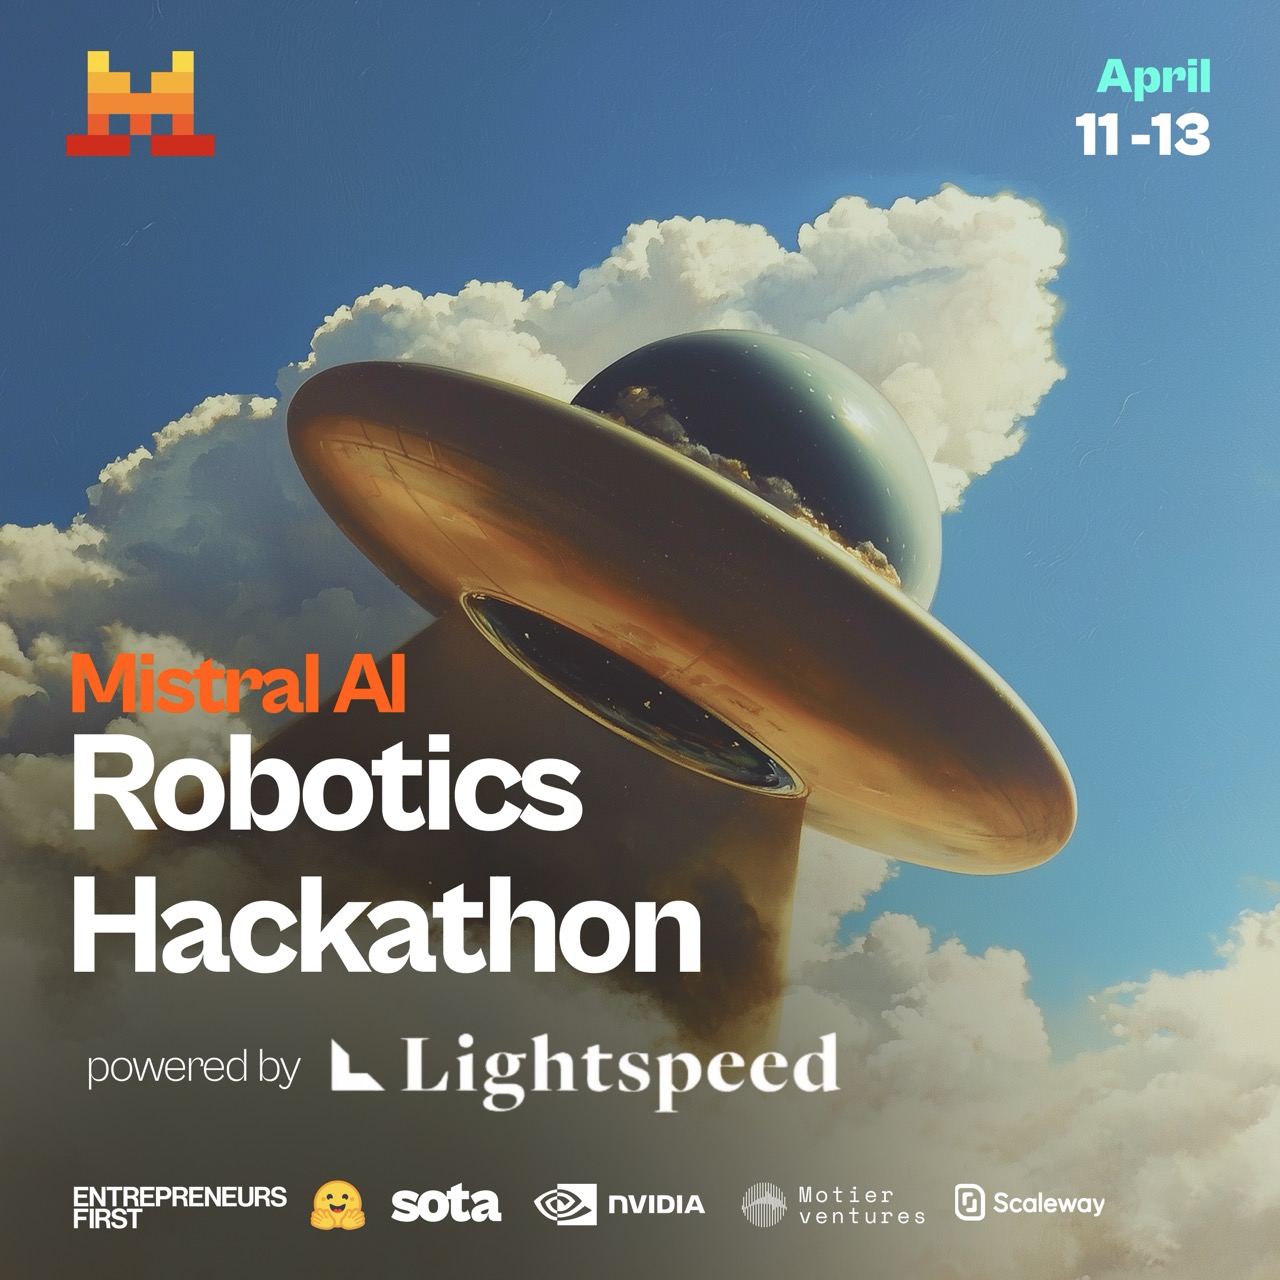 April
11 -13
Mistral AI
Robotics
Hackathon
powered by Lightspeed
ENTREPRENEURS
FIRST
sota
NVIDIA
Motier
ventures
Scaleway